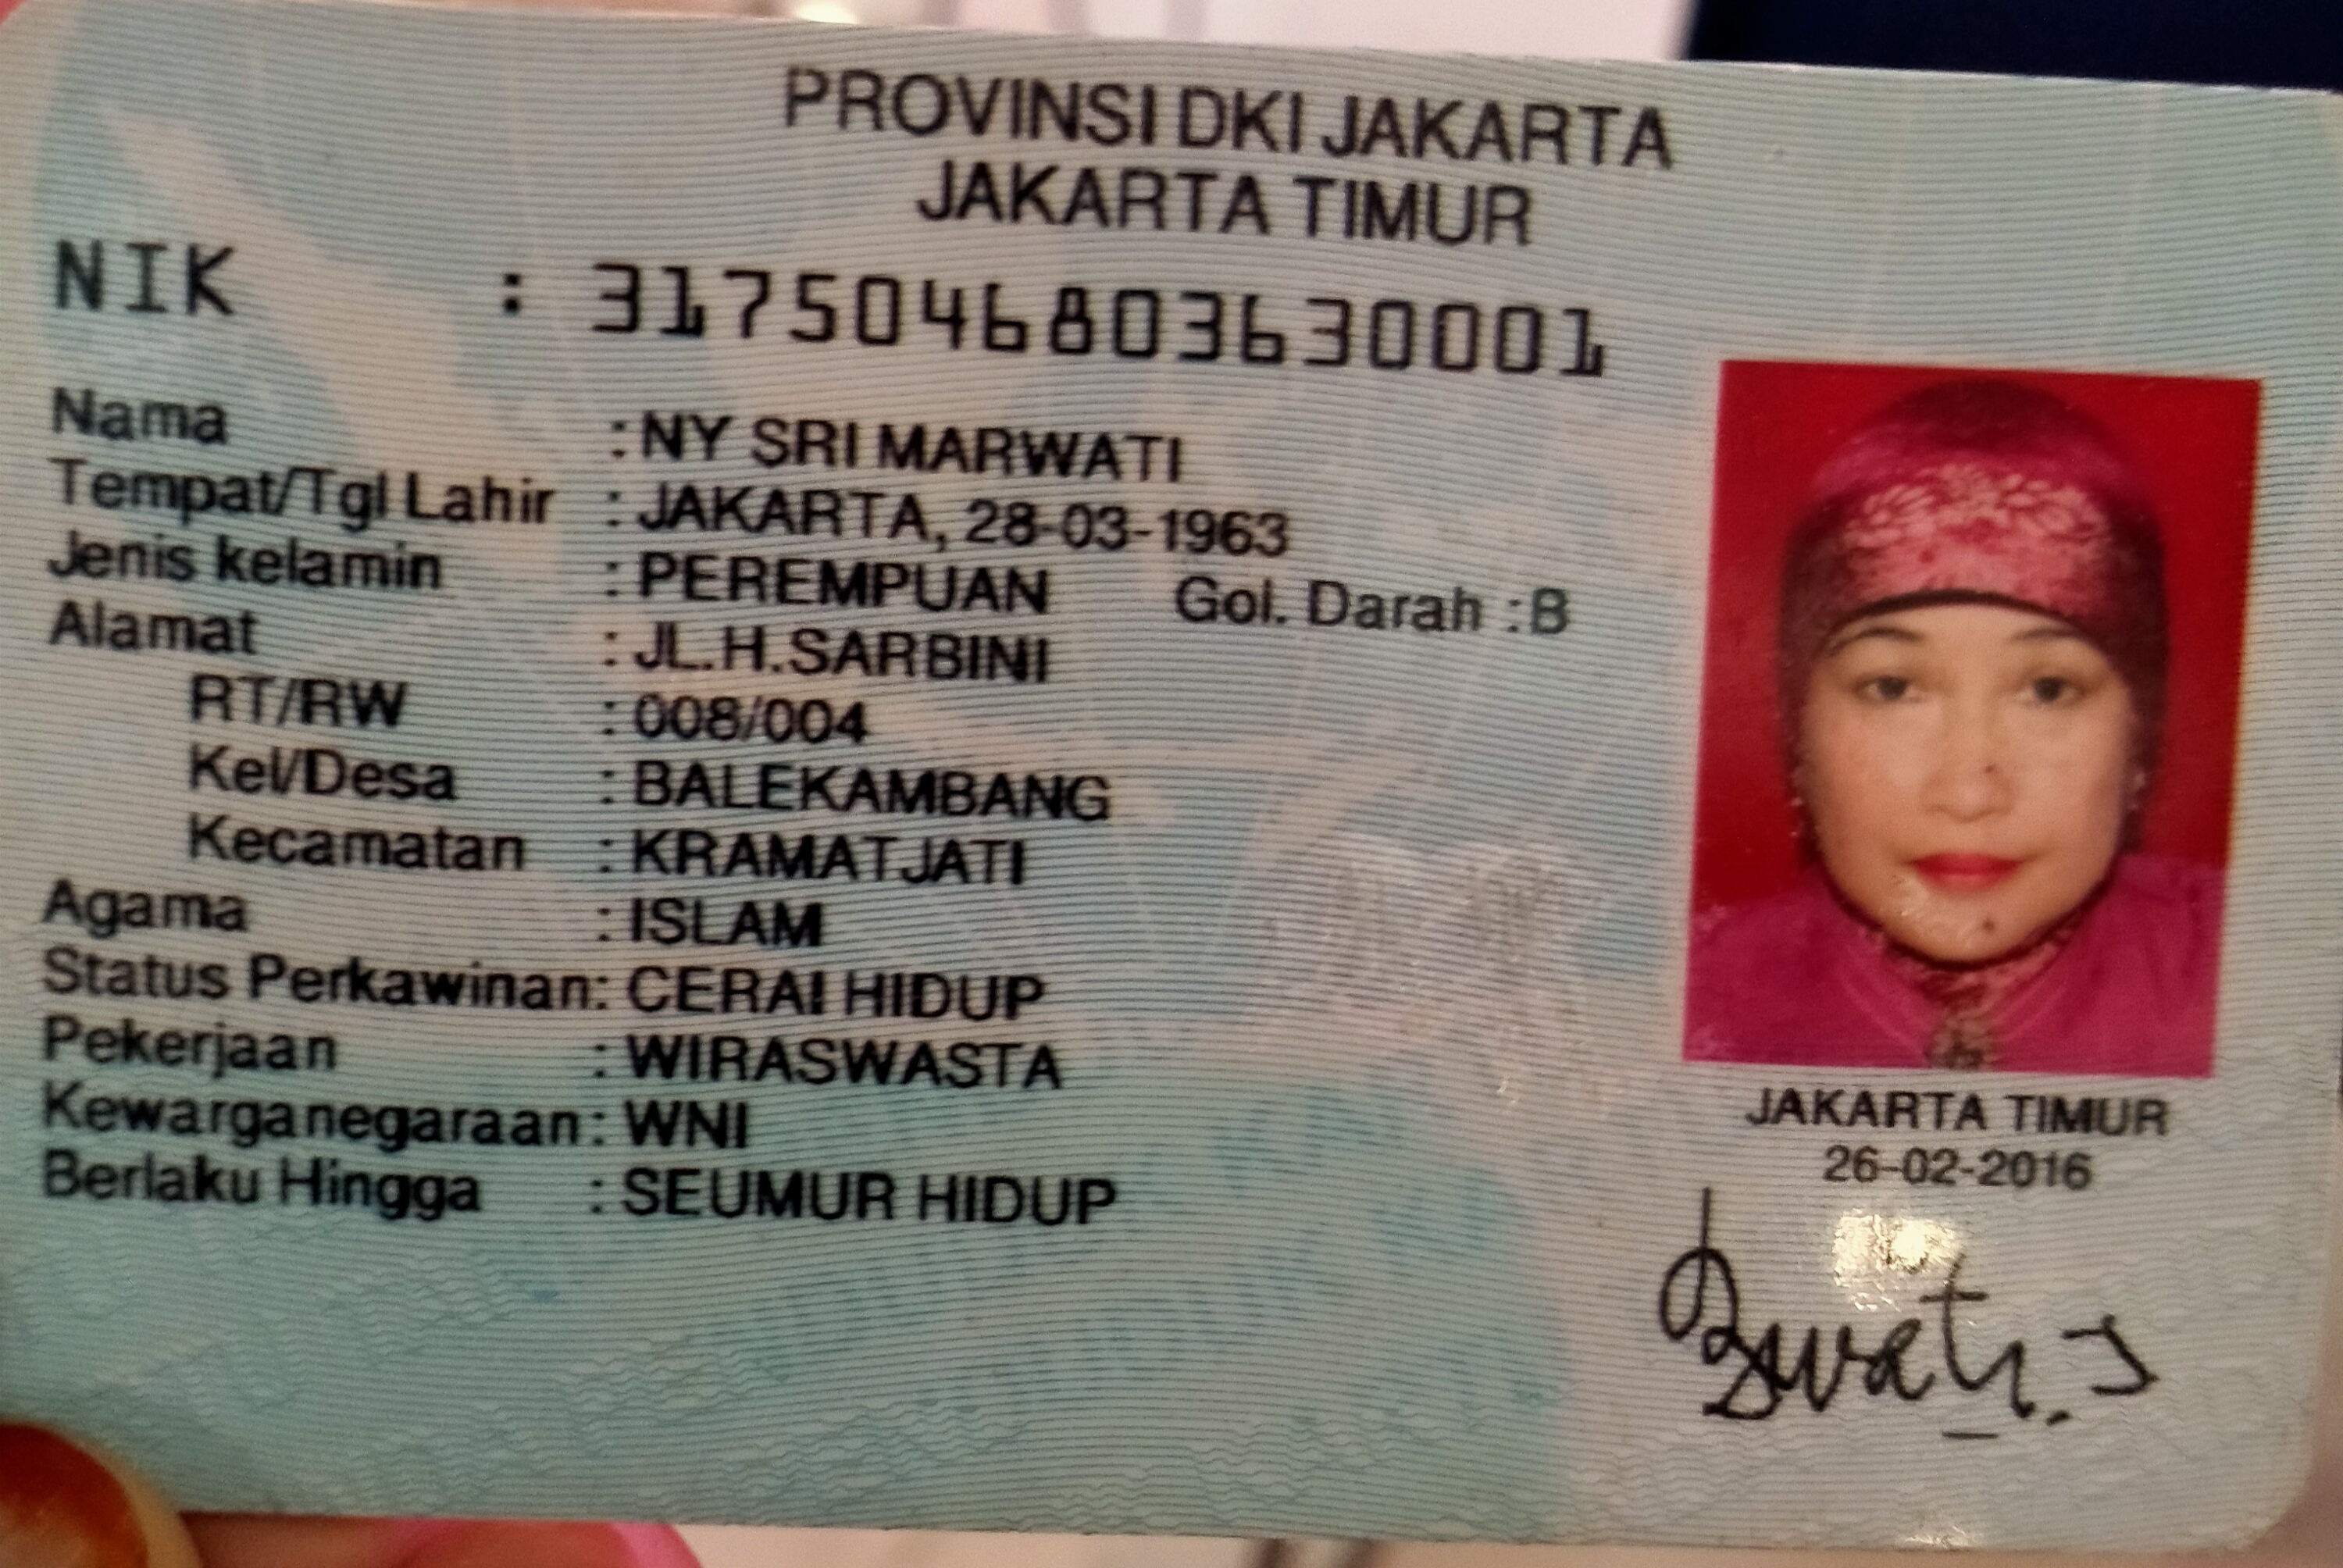 PROVINSI DKI JAKARTA
JAKARTA TIMUR
NIK : 3175046803630001
Nama : NY SRI MARWATI
Tempat/Tgl Lahir : JAKARTA, 28-03-1963
Jenis kelamin : PEREMPUAN Gol. Darah : B
Alamat : JL.H.SARBINI
RT/RW : 008/004
Kel/Desa : BALEKAMBANG
Kecamatan : KRAMATJATI
Agama : ISLAM
Status Perkawinan: CERAI HIDUP
Pekerjaan : WIRASWASTA
Kewarganegaraan: WNI
Berlaku Hingga : SEUMUR HIDUP
JAKARTA TIMUR
26-02-2016